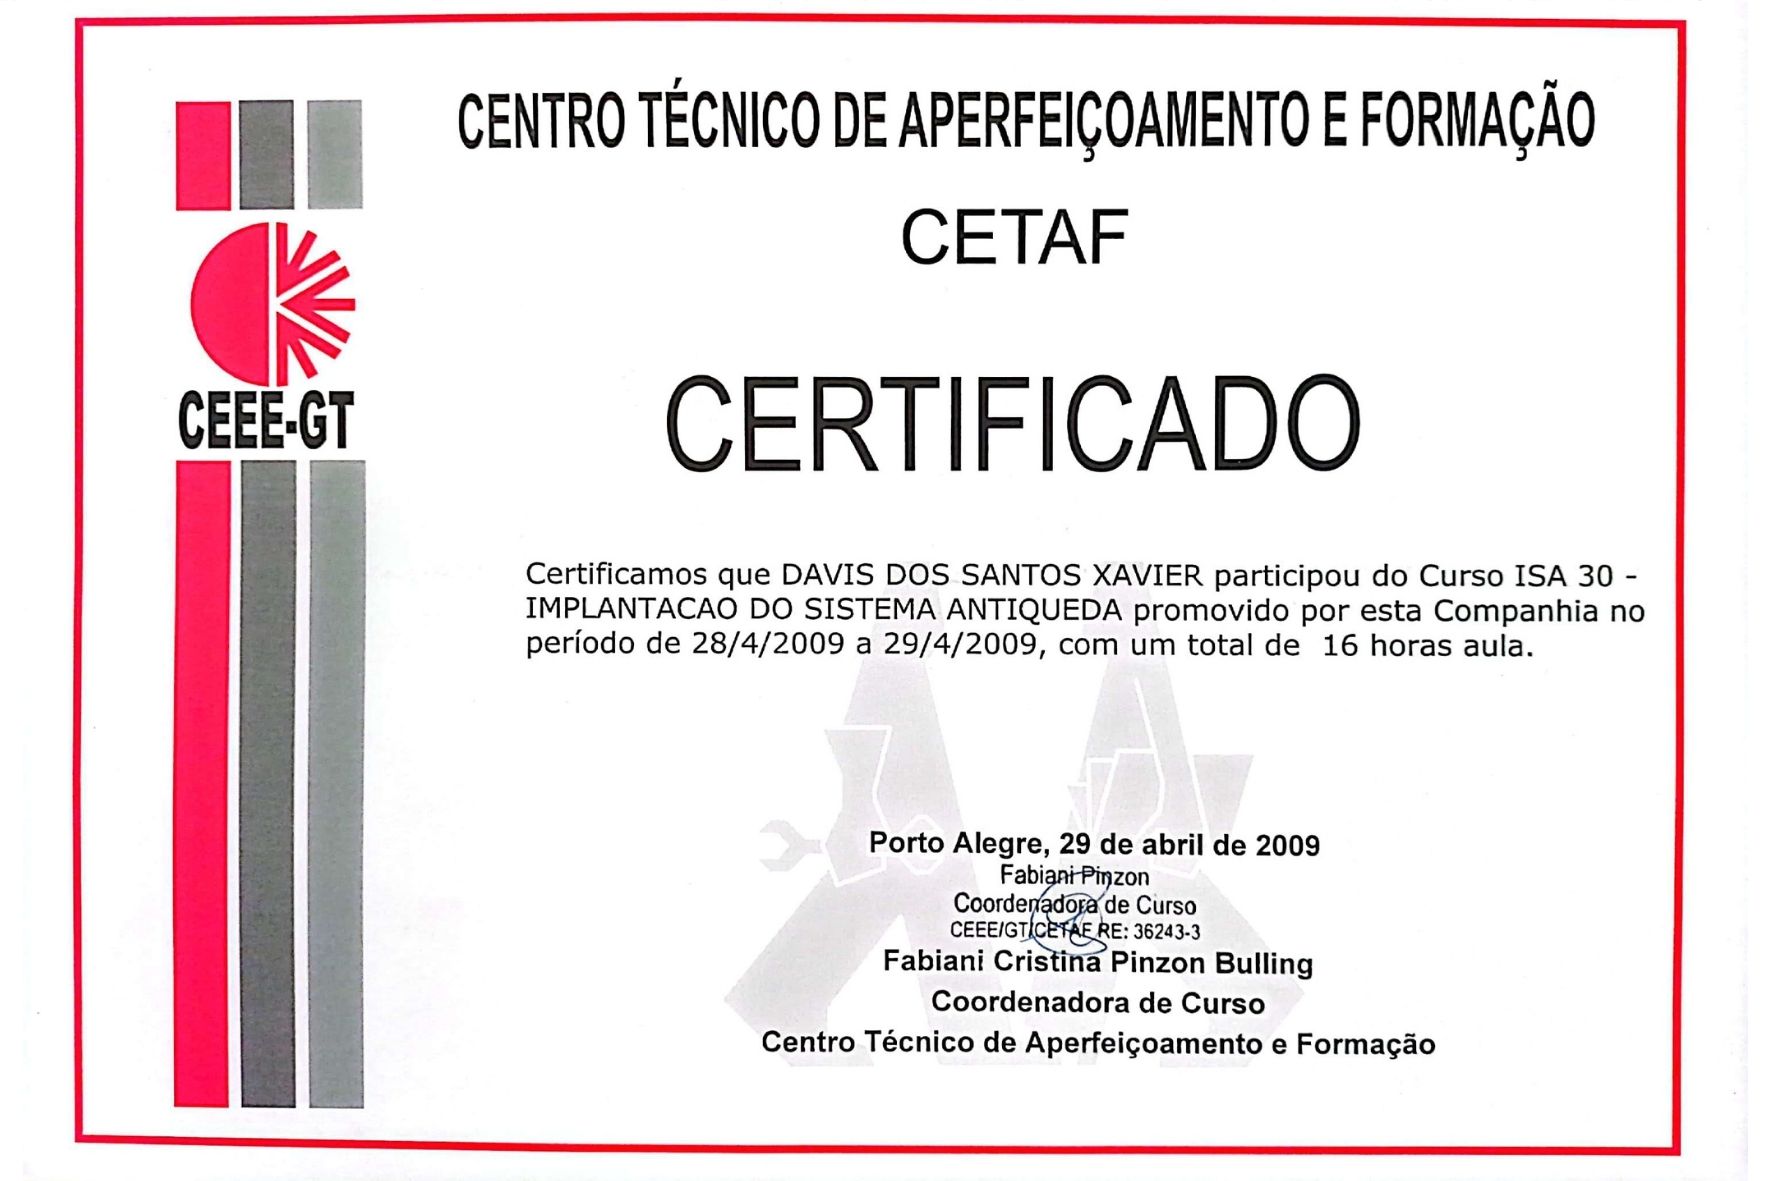 CENTRO TÉCNICO DE APERFEIÇOAMENTO E FORMAÇÃO
CETAF
CEEE-GT
CERTIFICADO
Certificamos que DAVIS DOS SANTOS XAVIER participou do Curso ISA 30 -
IMPLANTACAO DO SISTEMA ANTIQUEDA promovido por esta Companhia no
período de 28/4/2009 a 29/4/2009, com um total de 16 horas aula.
Porto Alegre, 29 de abril de 2009
Fabiani Pinzon
Coordenadora de Curso
CEEE/GT/CETAF RE: 36243-3
Fabiani Cristina Pinzon Bulling
Coordenadora de Curso
Centro Técnico de Aperfeiçoamento e Formação